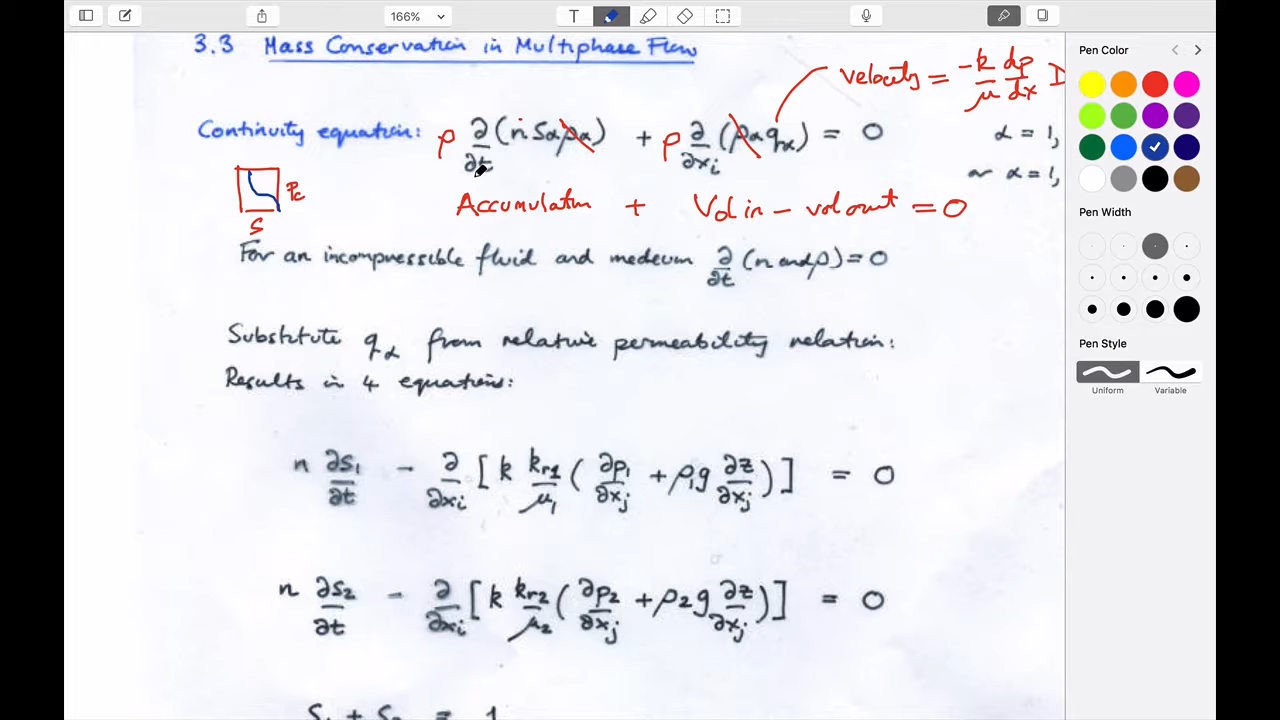 166%
T
3.3 Mass Conservation in Multiphase Flow
velocity = -k/μ dp/dx D
Continuity equation: ρ ∂/∂t (n Sα ρα) + ρ ∂/∂xi (ρα qα) = 0
α = 1,
or α = 1,
Pc
S
Accumulation + Vol in - vol out = 0
For an incompressible fluid and medium ∂/∂t (n and ρ) = 0
Substitute qα from relative permeability relation:
Results in 4 equations:
n ∂S1/∂t - ∂/∂xi [k kr1/μ1 (∂p1/∂xj + ρ1g ∂z/∂xj)] = 0
n ∂S2/∂t - ∂/∂xi [k kr2/μ2 (∂p2/∂xj + ρ2g ∂z/∂xj)] = 0
S1 + S2 = 1
Pen Color
Pen Width
Pen Style
Uniform
Variable